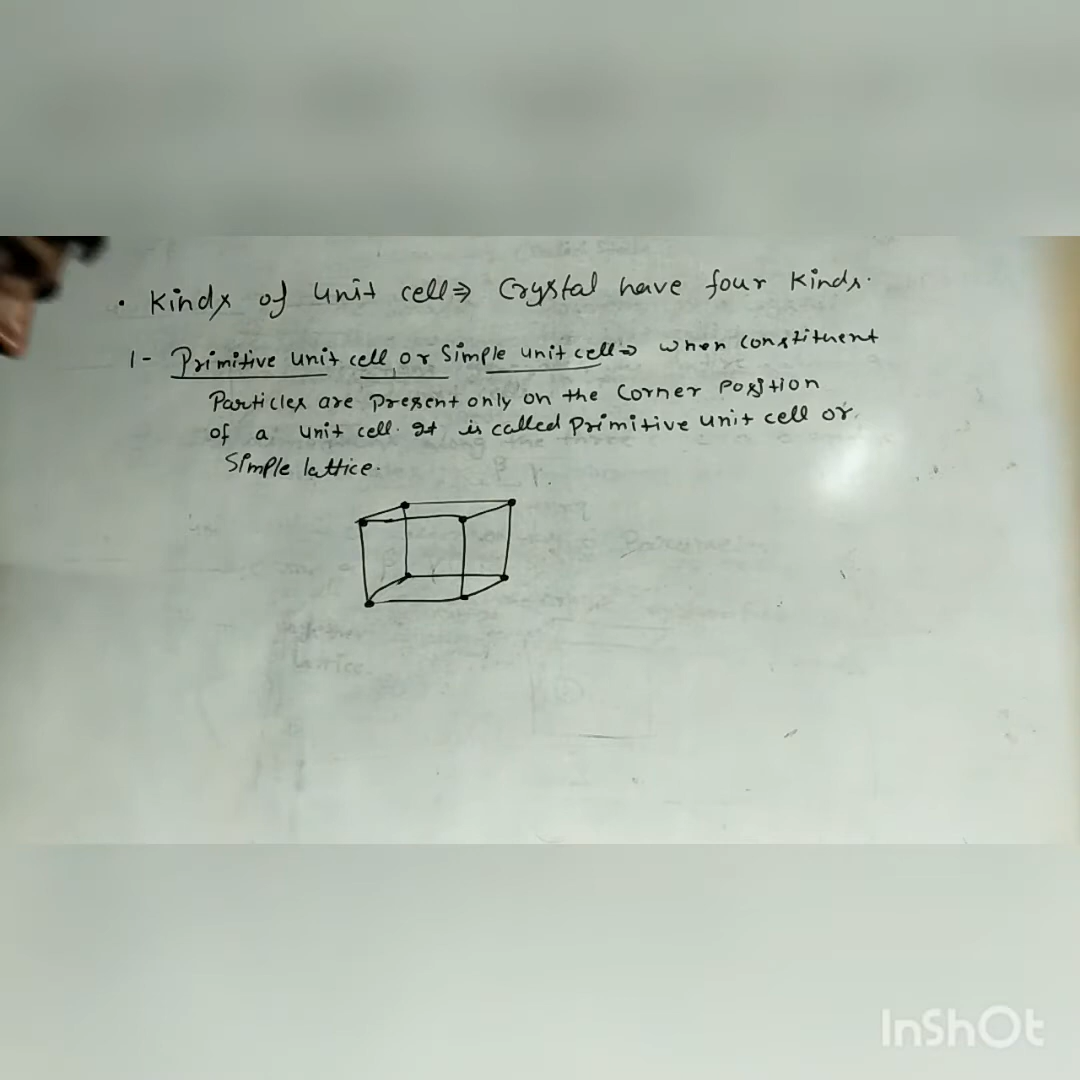 • Kinds of unit cell ⇒ Crystal have four Kinds.
1- Primitive unit cell or Simple unit cell ⇒ when constituent
Particles are Present only on the Corner Position
of a unit cell. It is called Primitive unit cell or
Simple lattice.
InShOt